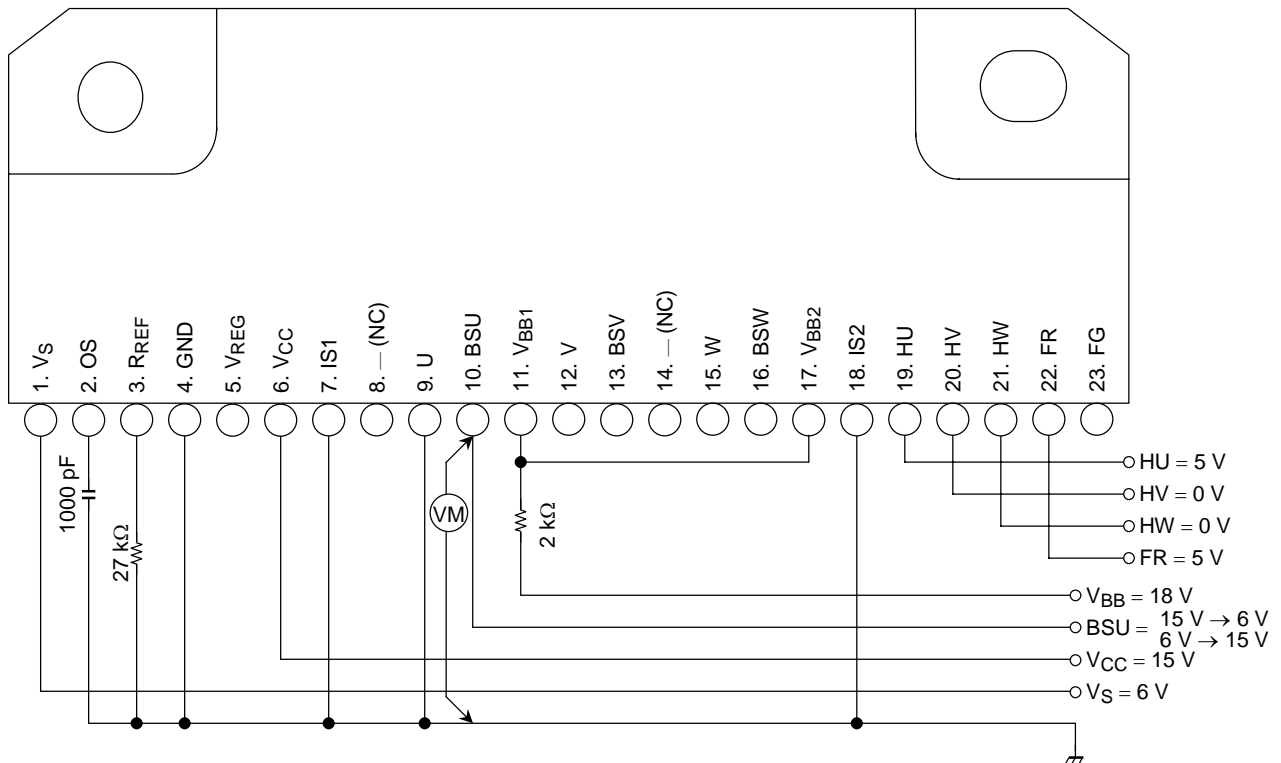 1. VS
2. OS
3. RREF
4. GND
5. VREG
6. VCC
7. IS1
8. — (NC)
9. U
10. BSU
11. VBB1
12. V
13. BSV
14. — (NC)
15. W
16. BSW
17. VBB2
18. IS2
19. HU
20. HV
21. HW
22. FR
23. FG
1000 pF
27 kΩ
VM
2 kΩ
HU = 5 V
HV = 0 V
HW = 0 V
FR = 5 V
VBB = 18 V
BSU = 15 V → 6 V
6 V → 15 V
VCC = 15 V
VS = 6 V